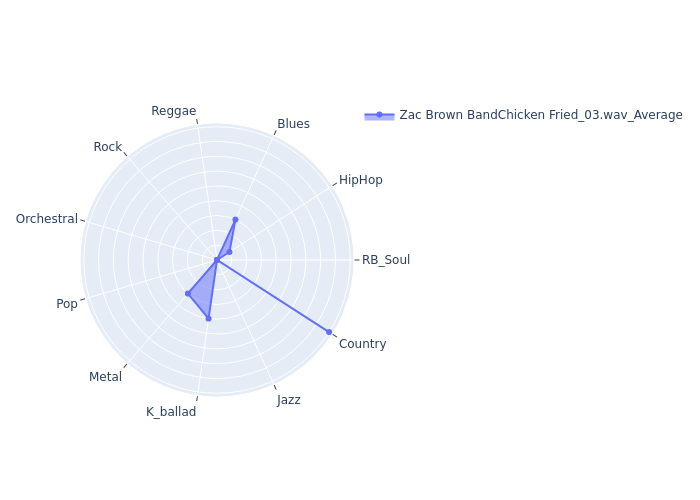 Zac Brown BandChicken Fried_03.wav_Average
Reggae
Blues
Rock
HipHop
Orchestral
RB_Soul
Pop
Country
Metal
Jazz
K_ballad